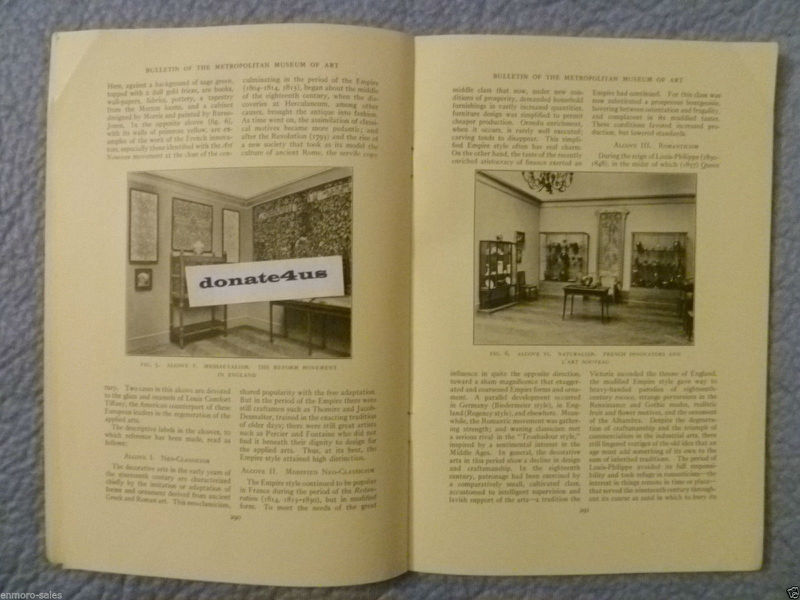 BULLETIN OF THE METROPOLITAN MUSEUM OF ART
Here, against a background of sage green,
topped with a dull gold frieze, are books,
wall-papers, fabrics, pottery, a tapestry
from the Morton looms, and a cabinet
designed by Morris and painted by Burne-
Jones. In the opposite alcove (fig. 6),
with its walls of primrose yellow, are ex-
amples of the work of the French innova-
tors, especially those identified with the Art
Nouveau movement at the close of the cen-
culminating in the period of the Empire
(1804-1814, 1815), began about the middle
of the eighteenth century, when the dis-
coveries at Herculaneum, among other
causes, brought the antique into fashion.
As time went on, the assimilation of classi-
cal motives became more pedantic; and
after the Revolution (1793) and the rise of
a new society that took as its model the
culture of ancient Rome, the servile copy
donate4us
FIG. 5. ALCOVE V. MEDIAEVALISM. THE REFORM MOVEMENT
IN ENGLAND
tury. Two cases in this alcove are devoted
to the glass and enamels of Louis Comfort
Tiffany, the American counterpart of these
European leaders in the regeneration of the
applied arts.
The descriptive labels in the alcoves, to
which reference has been made, read as
follows:
ALCOVE I. NEO-CLASSICISM
The decorative arts in the early years of
the nineteenth century are characterized
chiefly by the imitation or adaptation of
forms and ornament derived from ancient
Greek and Roman art. This neo-classicism,
shared popularity with the free adaptation.
But in the period of the Empire there were
still craftsmen such as Thomire and Jacob-
Desmalter, trained in the exacting tradition
of older days; there were still great artists
such as Percier and Fontaine who did not
find it beneath their dignity to design for
the applied arts. Thus, at its best, the
Empire style attained high distinction.
ALCOVE II. MODIFIED NEO-CLASSICISM
The Empire style continued to be popular
in France during the period of the Restau-
ration (1814, 1815-1830), but in modified
form. To meet the needs of the great
290
BULLETIN OF THE METROPOLITAN MUSEUM OF ART
middle class that now, under new con-
ditions of prosperity, demanded household
furnishings in vastly increased quantities,
furniture design was simplified to permit
cheaper production. Ormolu enrichment,
when it occurs, is rarely well executed;
carving tends to disappear. This simpli-
fied Empire style often has real charm.
On the other hand, the taste of the recently
enriched aristocracy of finance exerted an
Empire had continued. For this class was
now substituted a prosperous bourgeoisie,
hovering between ostentation and frugality,
and complacent in its muddled tastes.
These conditions favored increased pro-
duction, but lowered standards.
ALCOVE III. ROMANTICISM
During the reign of Louis-Philippe (1830-
1848), in the midst of which (1837) Queen
FIG. 6. ALCOVE VI. NATURALISM. FRENCH INNOVATORS AND
L'ART NOUVEAU
influence in quite the opposite direction,
toward a sham magnificence that exagger-
ated and coarsened Empire forms and orna-
ment. A parallel development occurred
in Germany (Biedermeier style), in Eng-
land (Regency style), and elsewhere. Mean-
while, the Romantic movement was gather-
ing strength; and waning classicism met
a serious rival in the "Troubadour style,"
inspired by a sentimental interest in the
Middle Ages. In general, the decorative
arts in this period show a decline in design
and craftsmanship. In the eighteenth
century, patronage had been exercised by
a comparatively small, cultivated class,
accustomed to intelligent supervision and
lavish support of the arts—a tradition the
Victoria ascended the throne of England,
the modified Empire style gave way to
heavy-handed parodies of eighteenth-
century rococo, strange perversions in the
Renaissance and Gothic modes, realistic
fruit and flower motives, and the ornament
of the Alhambra. Despite the degenera-
tion of craftsmanship and the triumph of
commercialism in the industrial arts, there
still lingered vestiges of the old idea that an
age must add something of its own to the
sum of inherited traditions. The period of
Louis-Philippe evaded its full responsi-
bility and took refuge in romanticism—the
interest in things remote in time or place—
that served the nineteenth century through-
out its course as sand in which to bury its
291
enmoro-sales